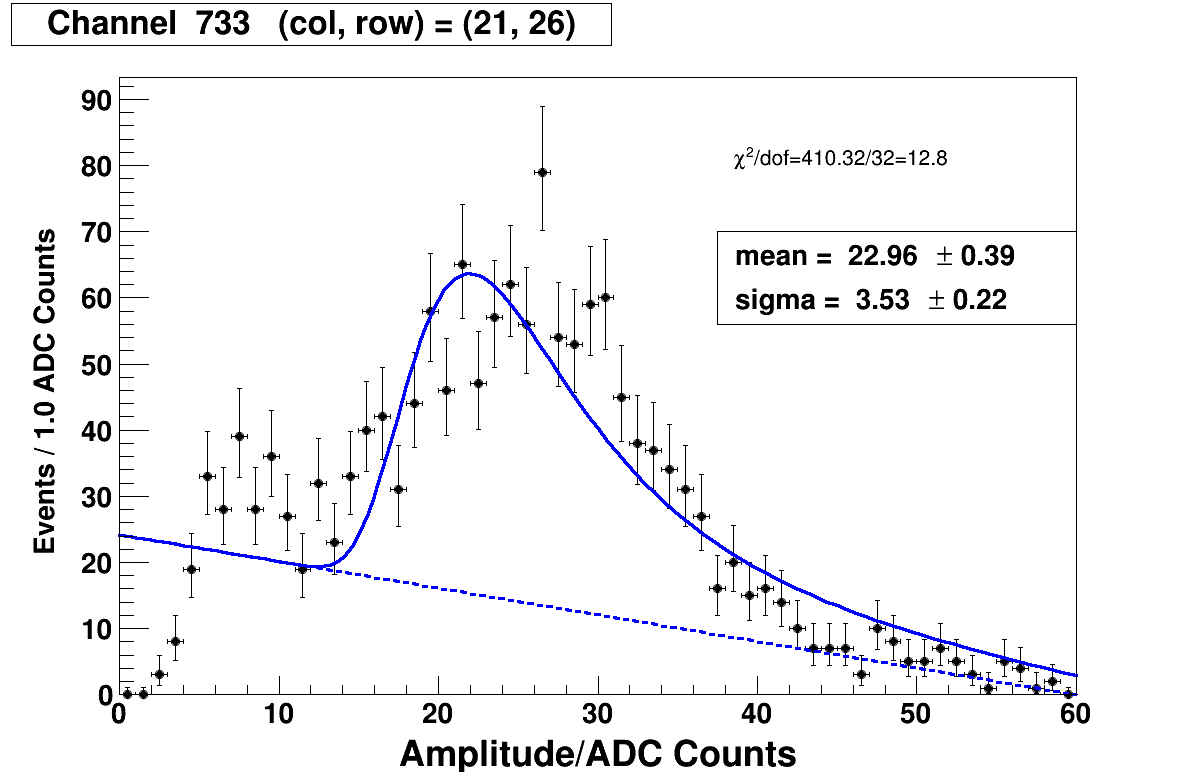 Channel 733 (col, row) = (21, 26)
90
80
70
60
50
40
30
20
10
0
Events / 1.0 ADC Counts
χ²/dof=410.32/32=12.8
mean = 22.96 ± 0.39
sigma = 3.53 ± 0.22
0 10 20 30 40 50 60
Amplitude/ADC Counts